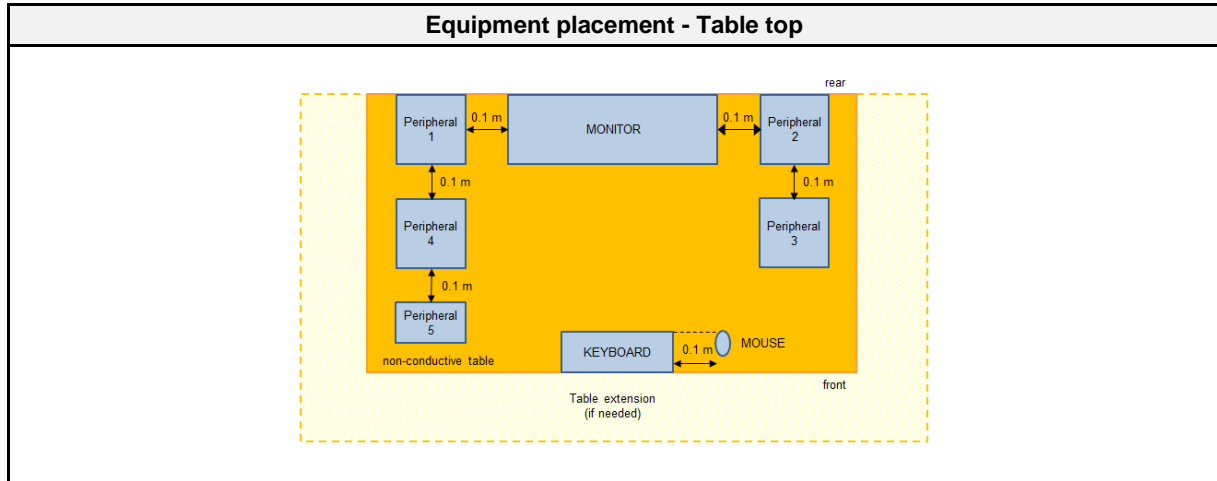 Equipment placement - Table top
rear
Peripheral
1
0.1 m
MONITOR
0.1 m
Peripheral
2
0.1 m
0.1 m
Peripheral
4
Peripheral
3
0.1 m
Peripheral
5
KEYBOARD
0.1 m
MOUSE
non-conductive table
front
Table extension
(if needed)